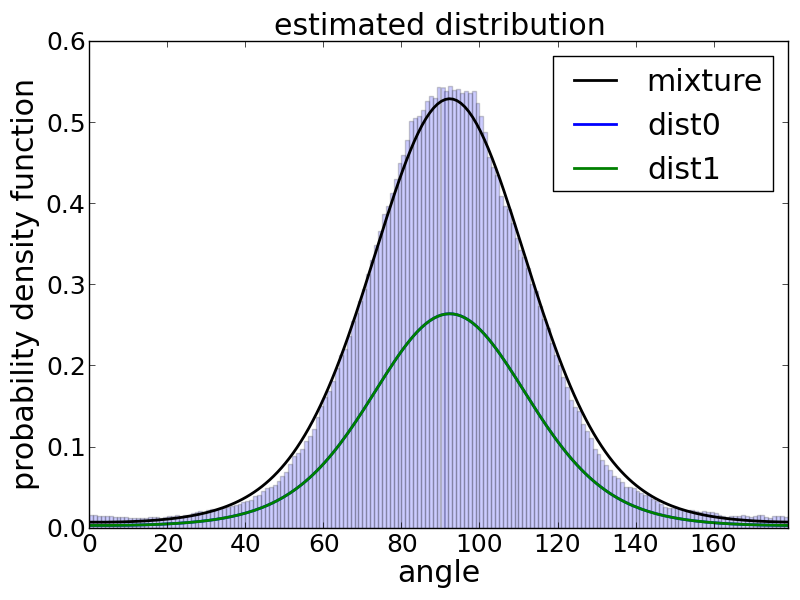 estimated distribution
probability density function
0.6
0.5
0.4
0.3
0.2
0.1
0.0
mixture
dist0
dist1
0 20 40 60 80 100 120 140 160
angle